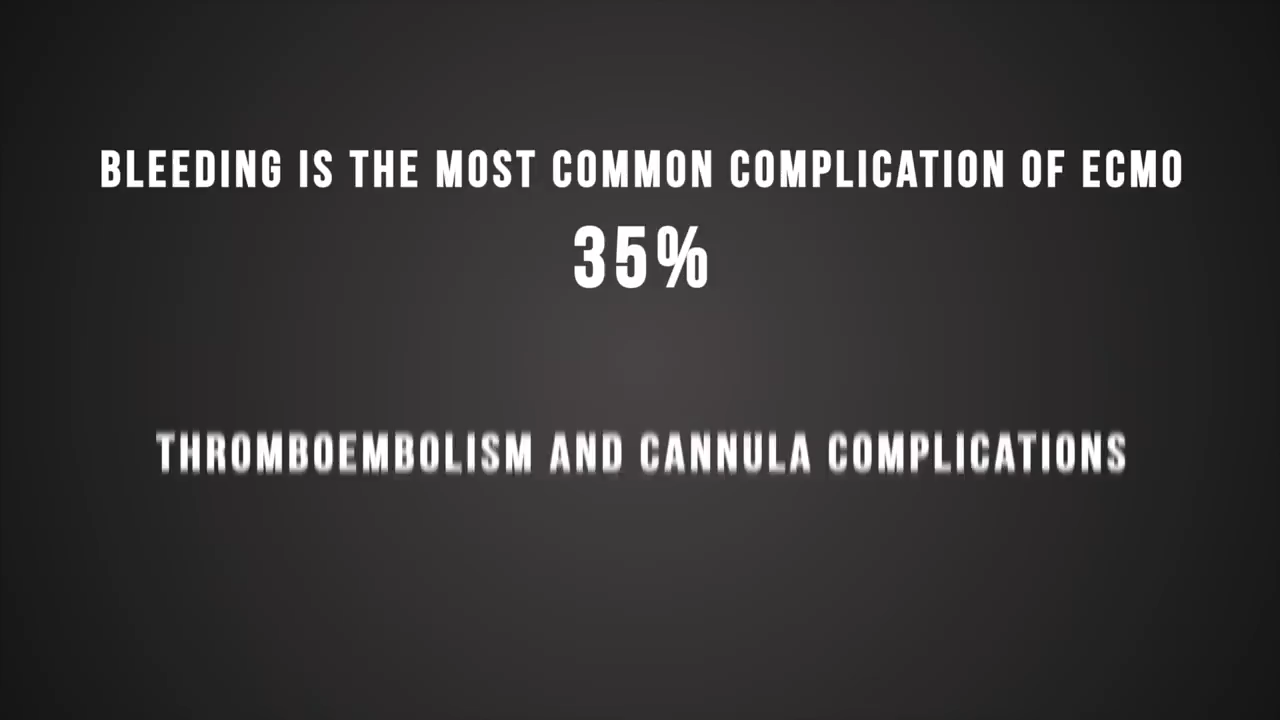 BLEEDING IS THE MOST COMMON COMPLICATION OF ECMO
35%
THROMBOEMBOLISM AND CANNULA COMPLICATIONS